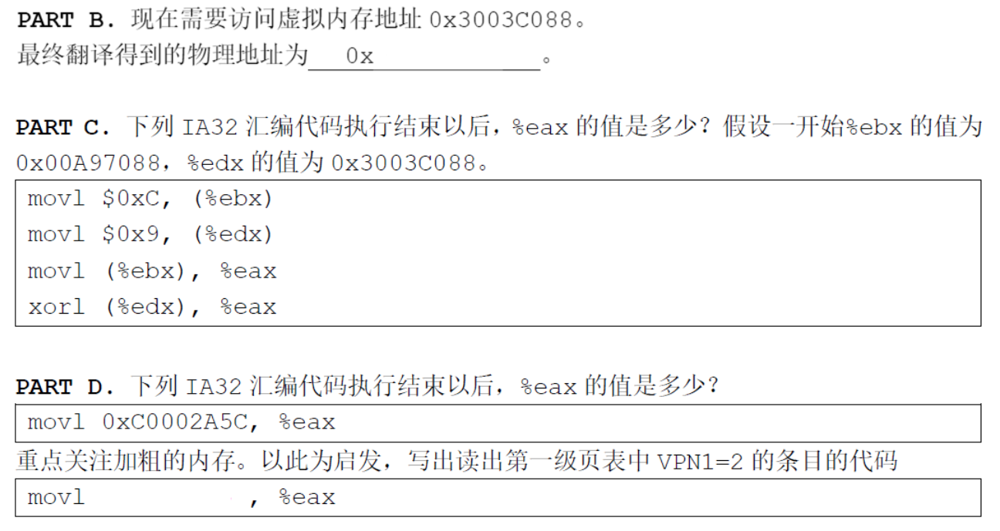 PART B. 现在需要访问虚拟内存地址 0x3003C088。
最终翻译得到的物理地址为 0x 。
PART C. 下列 IA32 汇编代码执行结束以后，%eax 的值是多少？假设一开始%ebx 的值为
0x00A97088，%edx 的值为 0x3003C088。
movl $0xC, (%ebx)
movl $0x9, (%edx)
movl (%ebx), %eax
xorl (%edx), %eax
PART D. 下列 IA32 汇编代码执行结束以后，%eax 的值是多少？
movl 0xC0002A5C, %eax
重点关注加粗的内存。以此为启发，写出读出第一级页表中 VPN1=2 的条目的代码
movl , %eax